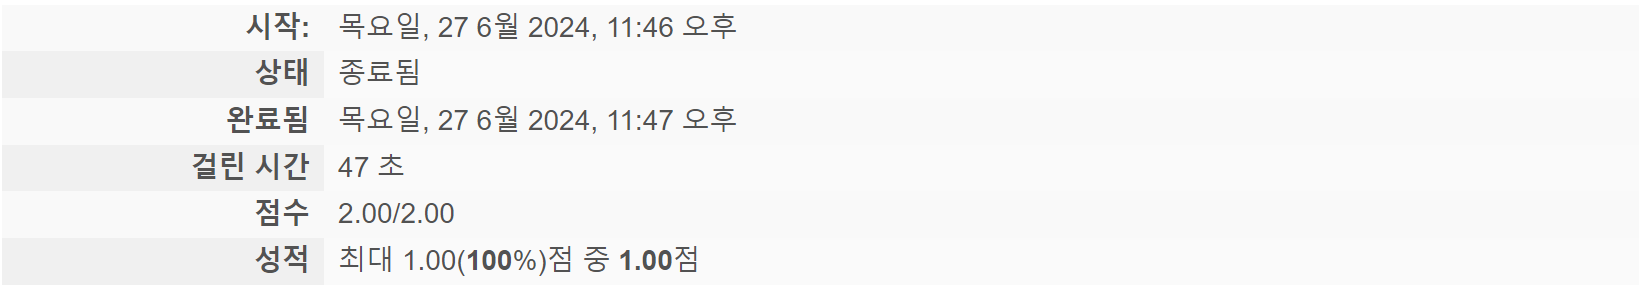 시작: 목요일, 27 6월 2024, 11:46 오후
상태 종료됨
완료됨 목요일, 27 6월 2024, 11:47 오후
걸린 시간 47 초
점수 2.00/2.00
성적 최대 1.00(100%)점 중 1.00점